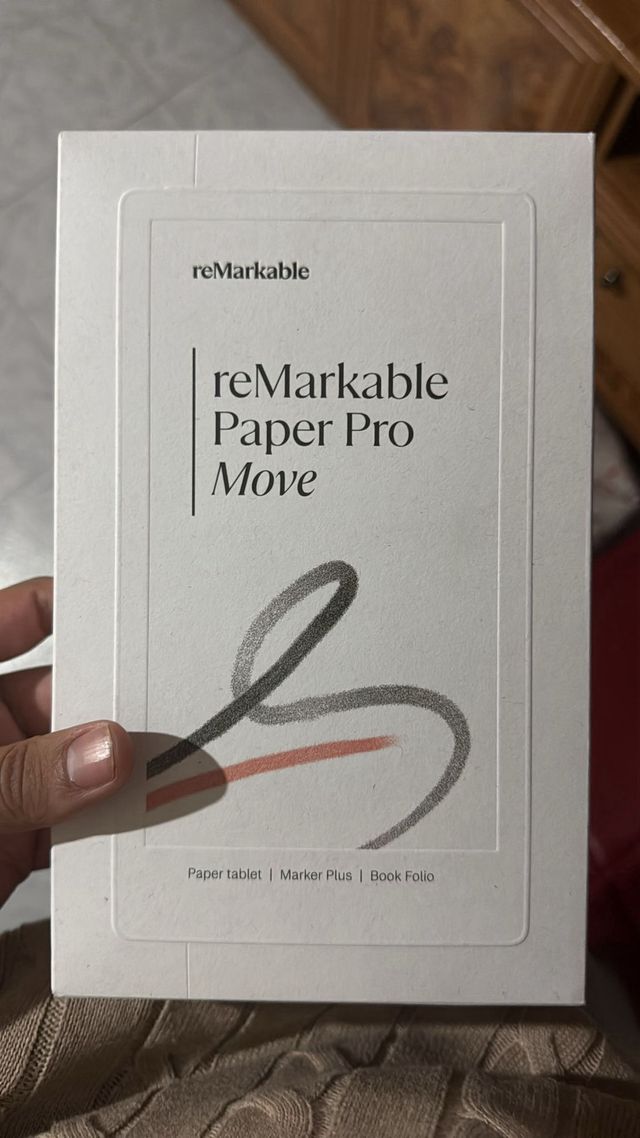 reMarkable
reMarkable
Paper Pro
Move
Paper tablet | Marker Plus | Book Folio